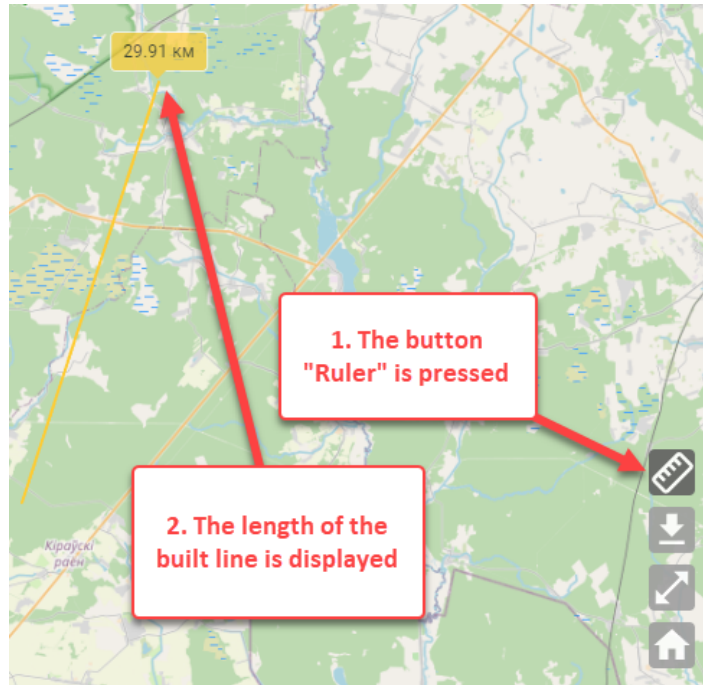 29.91 км
1. The button
"Ruler" is pressed
2. The length of the
built line is displayed
Кіраўскі
раён